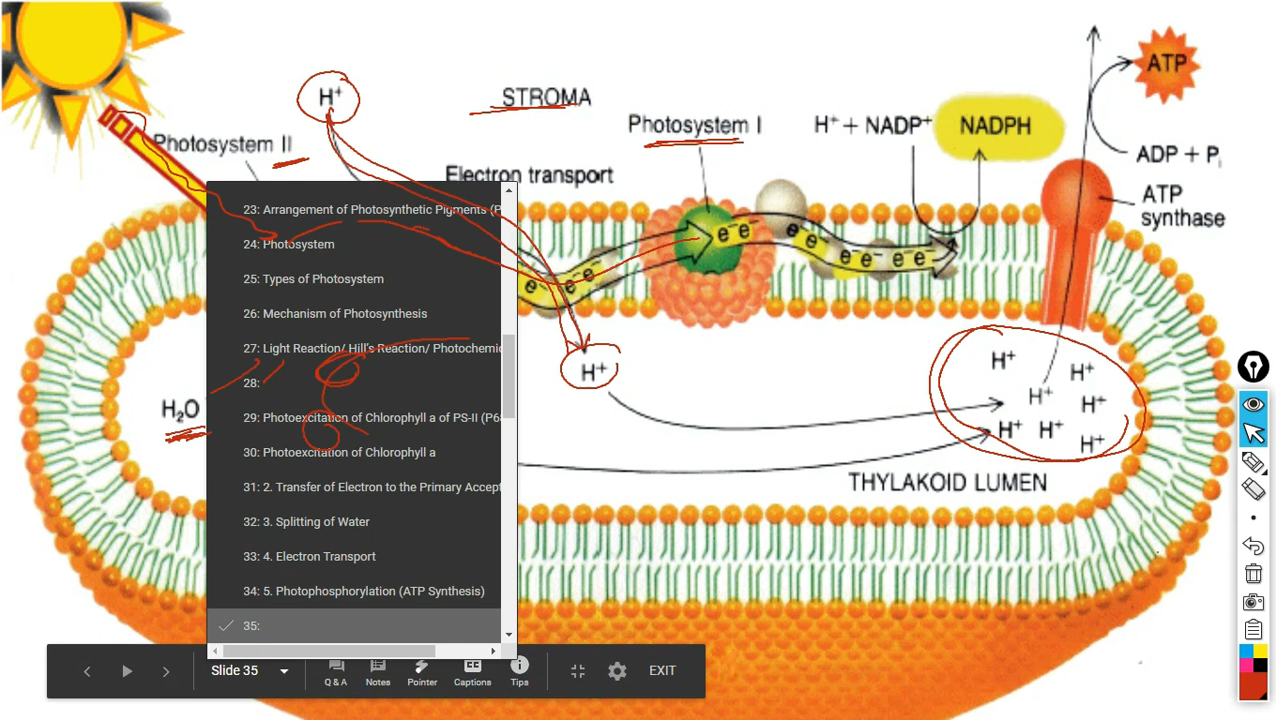 H⁺
STROMA
Photosystem II
Photosystem I
H⁺ + NADP⁺
NADPH
ATP
ADP + Pᵢ
ATP
synthase
Electron transport
e⁻ e⁻
e⁻ e⁻
e⁻ e⁻
e⁻ e⁻
H₂O
H⁺
H⁺
H⁺
H⁺
H⁺
H⁺
H⁺
H⁺
THYLAKOID LUMEN
23: Arrangement of Photosynthetic Pigments (P
24: Photosystem
25: Types of Photosystem
26: Mechanism of Photosynthesis
27: Light Reaction/ Hill's Reaction/ Photochemic
28:
29: Photoexcitation of Chlorophyll a of PS-II (P6
30: Photoexcitation of Chlorophyll a
31: 2. Transfer of Electron to the Primary Accept
32: 3. Splitting of Water
33: 4. Electron Transport
34: 5. Photophosphorylation (ATP Synthesis)
35:
Slide 35
Q & A
Notes
Pointer
Captions
Tips
EXIT